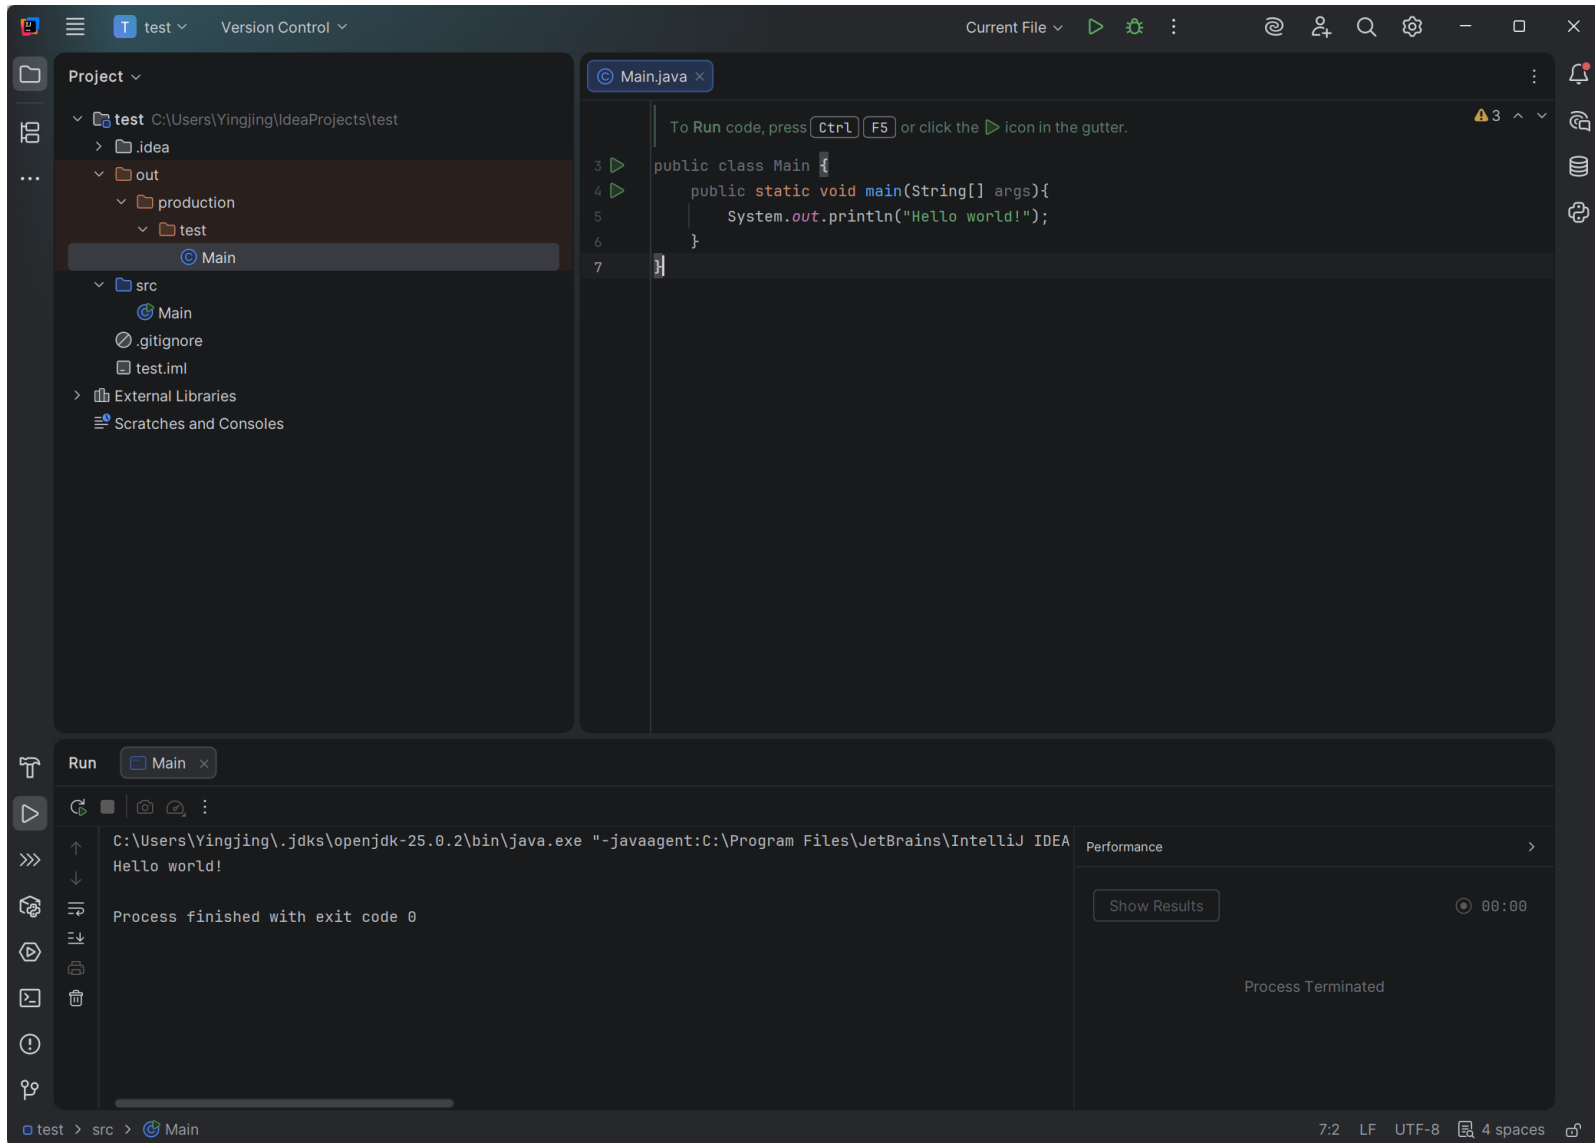 T test Version Control Current File
Project
test C:\Users\Yingjing\IdeaProjects\test
.idea
out
production
test
Main
src
Main
.gitignore
test.iml
External Libraries
Scratches and Consoles
Main.java
To Run code, press Ctrl F5 or click the icon in the gutter.
3
3 public class Main {
4 public static void main(String[] args){
5 System.out.println("Hello world!");
6 }
7 }
Run Main
C:\Users\Yingjing\.jdks\openjdk-25.0.2\bin\java.exe "-javaagent:C:\Program Files\JetBrains\IntelliJ IDEA
Hello world!
Process finished with exit code 0
Performance
Show Results 00:00
Process Terminated
test > src > Main 7:2 LF UTF-8 4 spaces